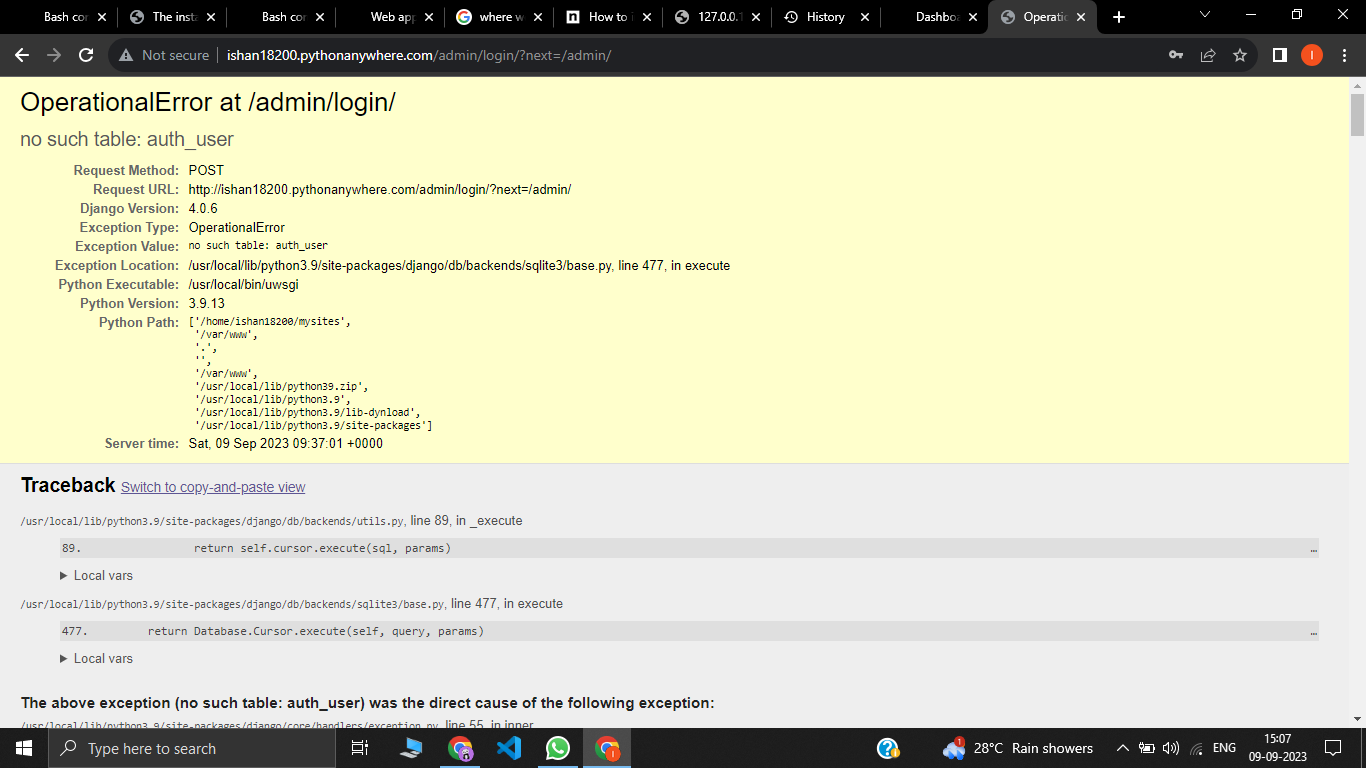 Bash cor
The insta
Bash cor
Web app
where w
How to i
127.0.0.1
History
Dashboa
Operatio
Not secure
ishan18200.pythonanywhere.com/admin/login/?next=/admin/
I
OperationalError at /admin/login/
no such table: auth_user
Request Method: POST
Request URL: http://ishan18200.pythonanywhere.com/admin/login/?next=/admin/
Django Version: 4.0.6
Exception Type: OperationalError
Exception Value: no such table: auth_user
Exception Location: /usr/local/lib/python3.9/site-packages/django/db/backends/sqlite3/base.py, line 477, in execute
Python Executable: /usr/local/bin/uwsgi
Python Version: 3.9.13
Python Path: ['/home/ishan18200/mysites',
'/var/www',
'.',
'',
'/var/www',
'/usr/local/lib/python39.zip',
'/usr/local/lib/python3.9',
'/usr/local/lib/python3.9/lib-dynload',
'/usr/local/lib/python3.9/site-packages']
Server time: Sat, 09 Sep 2023 09:37:01 +0000
Traceback Switch to copy-and-paste view
/usr/local/lib/python3.9/site-packages/django/db/backends/utils.py, line 89, in _execute
89. return self.cursor.execute(sql, params) …
Local vars
/usr/local/lib/python3.9/site-packages/django/db/backends/sqlite3/base.py, line 477, in execute
477. return Database.Cursor.execute(self, query, params) …
Local vars
The above exception (no such table: auth_user) was the direct cause of the following exception:
/usr/local/lib/python3.9/site-packages/django/core/handlers/exception.py, line 55, in inner
Type here to search
1
28°C Rain showers
ENG
15:07
09-09-2023